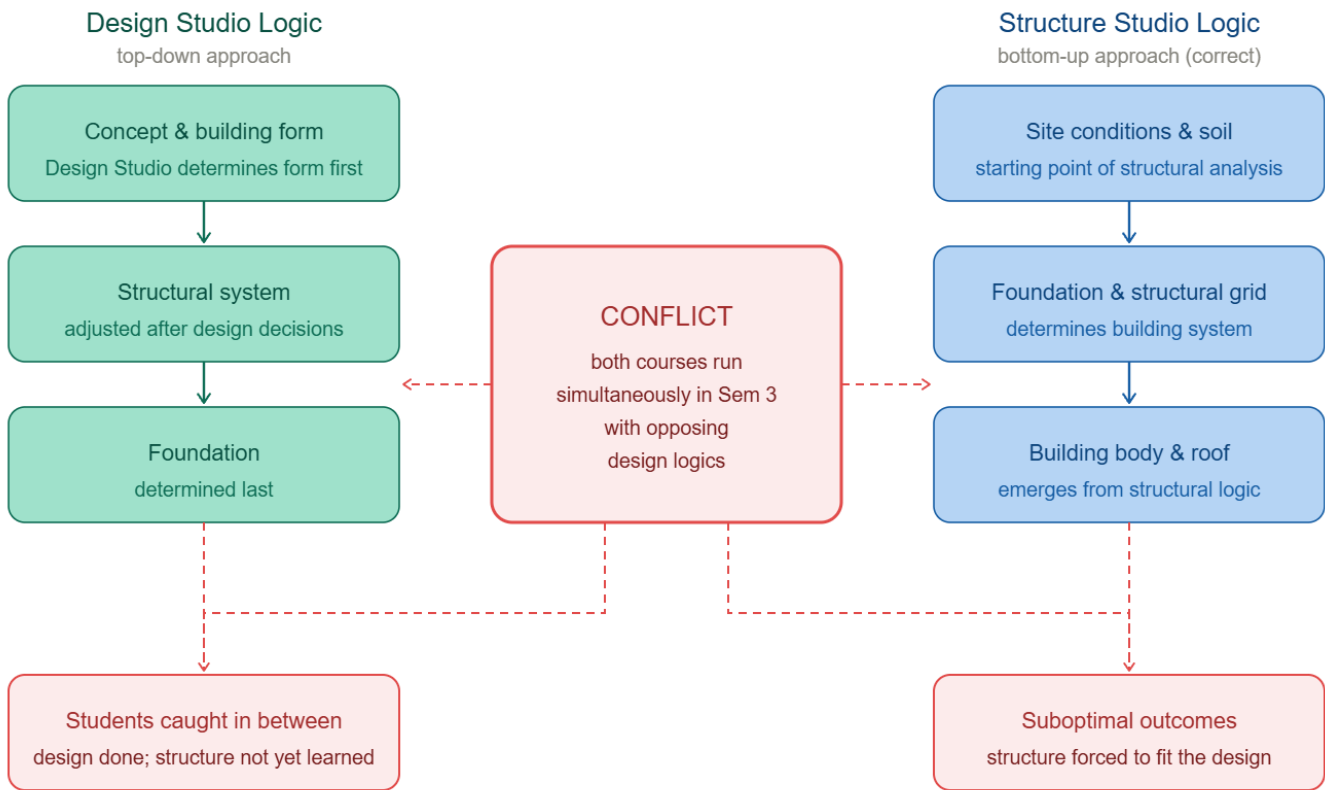 Design Studio Logic
top-down approach
Concept & building form
Design Studio determines form first
Structural system
adjusted after design decisions
Foundation
determined last
CONFLICT
both courses run
simultaneously in Sem 3
with opposing
design logics
Structure Studio Logic
bottom-up approach (correct)
Site conditions & soil
starting point of structural analysis
Foundation & structural grid
determines building system
Building body & roof
emerges from structural logic
Students caught in between
design done; structure not yet learned
Suboptimal outcomes
structure forced to fit the design